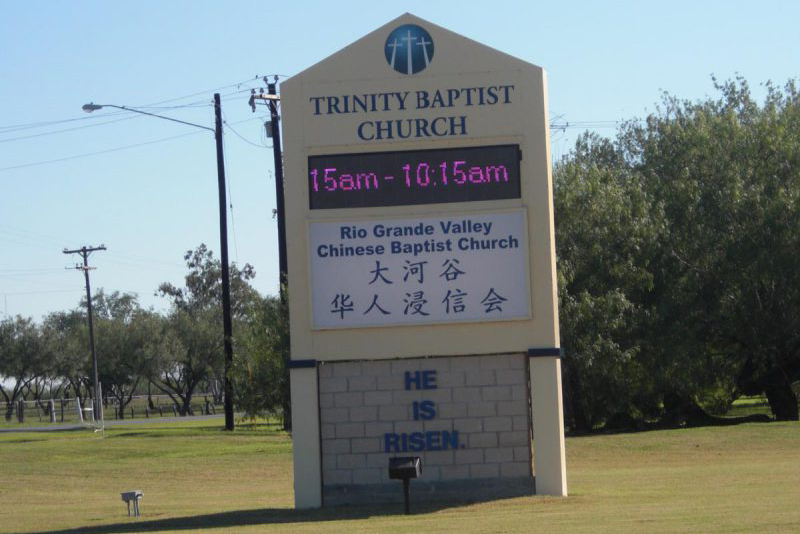 TRINITY BAPTIST
CHURCH
15am - 10:15am
Rio Grande Valley
Chinese Baptist Church
大河谷
华人浸信会
HE
IS
RISEN.